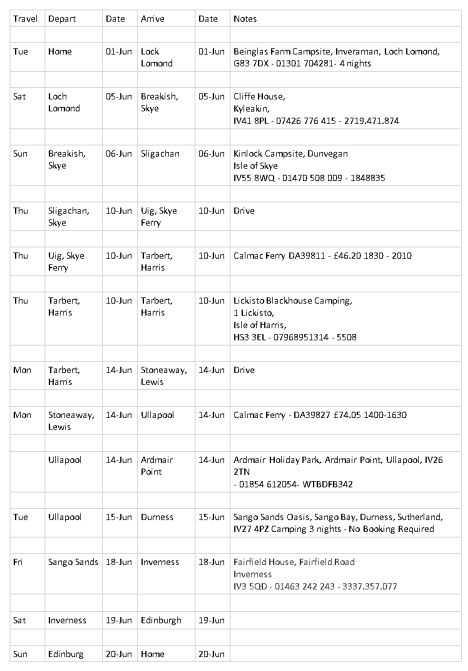 Travel Depart Date Arrive Date Notes
Tue Home 01-Jun Lock 01-Jun Beinglas Farm Campsite, Inveraman, Loch Lomond,
Lomond G83 7DX - 01301 704281- 4 nights
Sat Loch 05-Jun Breakish, 05-Jun Cliffe House,
Lomond Skye Kyleakin,
IV41 8PL - 07426 776 415 - 2719.471.874
Sun Breakish, 06-Jun Sligachan 06-Jun Kinlock Campsite, Dunvegan
Skye Isle of Skye
IV55 8WQ - 01470 508 009 - 1848835
Thu Sligachan, 10-Jun Uig, Skye 10-Jun Drive
Skye Ferry
Thu Uig, Skye 10-Jun Tarbert, 10-Jun Calmac Ferry DA39811 - £46.20 1830 - 2010
Ferry Harris
Thu Tarbert, 10-Jun Tarbert, 10-Jun Lickisto Blackhouse Camping,
Harris Harris 1 Lickisto,
Isle of Harris,
HS3 3EL - 07968951314 - 5508
Mon Tarbert, 14-Jun Stoneaway, 14-Jun Drive
Harris Lewis
Mon Stoneaway, 14-Jun Ullapool 14-Jun Calmac Ferry - DA39827 £74.05 1400-1630
Lewis
Ullapool 14-Jun Ardmair 14-Jun Ardmair Holiday Park, Ardmair Point, Ullapool, IV26
Point 2TN
- 01854 612054- WTBDFB342
Tue Ullapool 15-Jun Durness 15-Jun Sango Sands Oasis, Sango Bay, Durness, Sutherland,
IV27 4PZ Camping 3 nights - No Booking Required
Fri Sango Sands 18-Jun Inverness 18-Jun Fairfield House, Fairfield Road
Inverness
IV3 5QD - 01463 242 243 - 3337.357.077
Sat Inverness 19-Jun Edinburgh 19-Jun
Sun Edinburg 20-Jun Home 20-Jun